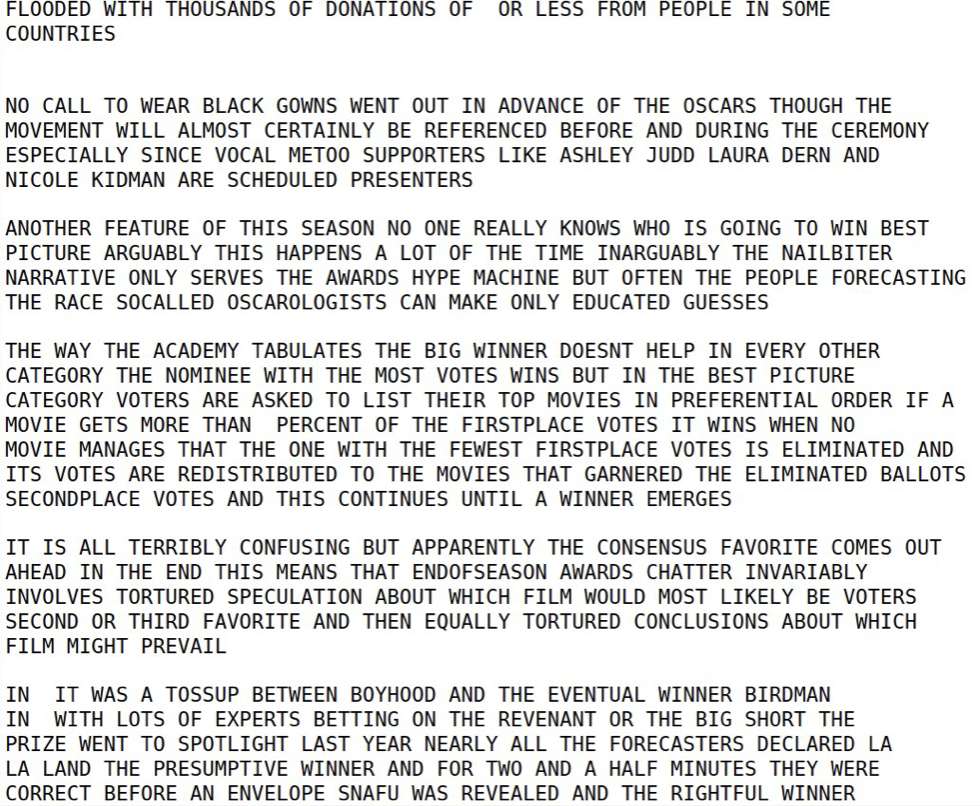 FLOODED WITH THOUSANDS OF DONATIONS OF  OR LESS FROM PEOPLE IN SOME
COUNTRIES
NO CALL TO WEAR BLACK GOWNS WENT OUT IN ADVANCE OF THE OSCARS THOUGH THE
MOVEMENT WILL ALMOST CERTAINLY BE REFERENCED BEFORE AND DURING THE CEREMONY
ESPECIALLY SINCE VOCAL METOO SUPPORTERS LIKE ASHLEY JUDD LAURA DERN AND
NICOLE KIDMAN ARE SCHEDULED PRESENTERS
ANOTHER FEATURE OF THIS SEASON NO ONE REALLY KNOWS WHO IS GOING TO WIN BEST
PICTURE ARGUABLY THIS HAPPENS A LOT OF THE TIME INARGUABLY THE NAILBITER
NARRATIVE ONLY SERVES THE AWARDS HYPE MACHINE BUT OFTEN THE PEOPLE FORECASTING
THE RACE SOCALLED OSCAROLOGISTS CAN MAKE ONLY EDUCATED GUESSES
THE WAY THE ACADEMY TABULATES THE BIG WINNER DOESNT HELP IN EVERY OTHER
CATEGORY THE NOMINEE WITH THE MOST VOTES WINS BUT IN THE BEST PICTURE
CATEGORY VOTERS ARE ASKED TO LIST THEIR TOP MOVIES IN PREFERENTIAL ORDER IF A
MOVIE GETS MORE THAN  PERCENT OF THE FIRSTPLACE VOTES IT WINS WHEN NO
MOVIE MANAGES THAT THE ONE WITH THE FEWEST FIRSTPLACE VOTES IS ELIMINATED AND
ITS VOTES ARE REDISTRIBUTED TO THE MOVIES THAT GARNERED THE ELIMINATED BALLOTS
SECONDPLACE VOTES AND THIS CONTINUES UNTIL A WINNER EMERGES
IT IS ALL TERRIBLY CONFUSING BUT APPARENTLY THE CONSENSUS FAVORITE COMES OUT
AHEAD IN THE END THIS MEANS THAT ENDOFSEASON AWARDS CHATTER INVARIABLY
INVOLVES TORTURED SPECULATION ABOUT WHICH FILM WOULD MOST LIKELY BE VOTERS
SECOND OR THIRD FAVORITE AND THEN EQUALLY TORTURED CONCLUSIONS ABOUT WHICH
FILM MIGHT PREVAIL
IN  IT WAS A TOSSUP BETWEEN BOYHOOD AND THE EVENTUAL WINNER BIRDMAN
IN  WITH LOTS OF EXPERTS BETTING ON THE REVENANT OR THE BIG SHORT THE
PRIZE WENT TO SPOTLIGHT LAST YEAR NEARLY ALL THE FORECASTERS DECLARED LA
LA LAND THE PRESUMPTIVE WINNER AND FOR TWO AND A HALF MINUTES THEY WERE
CORRECT BEFORE AN ENVELOPE SNAFU WAS REVEALED AND THE RIGHTFUL WINNER